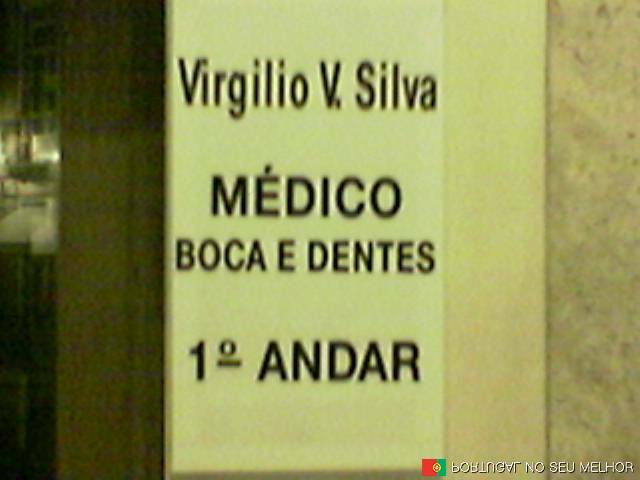 Virgilio V. Silva
MÉDICO
BOCA E DENTES
1º ANDAR
PORTUGAL NO SEU MELHOR